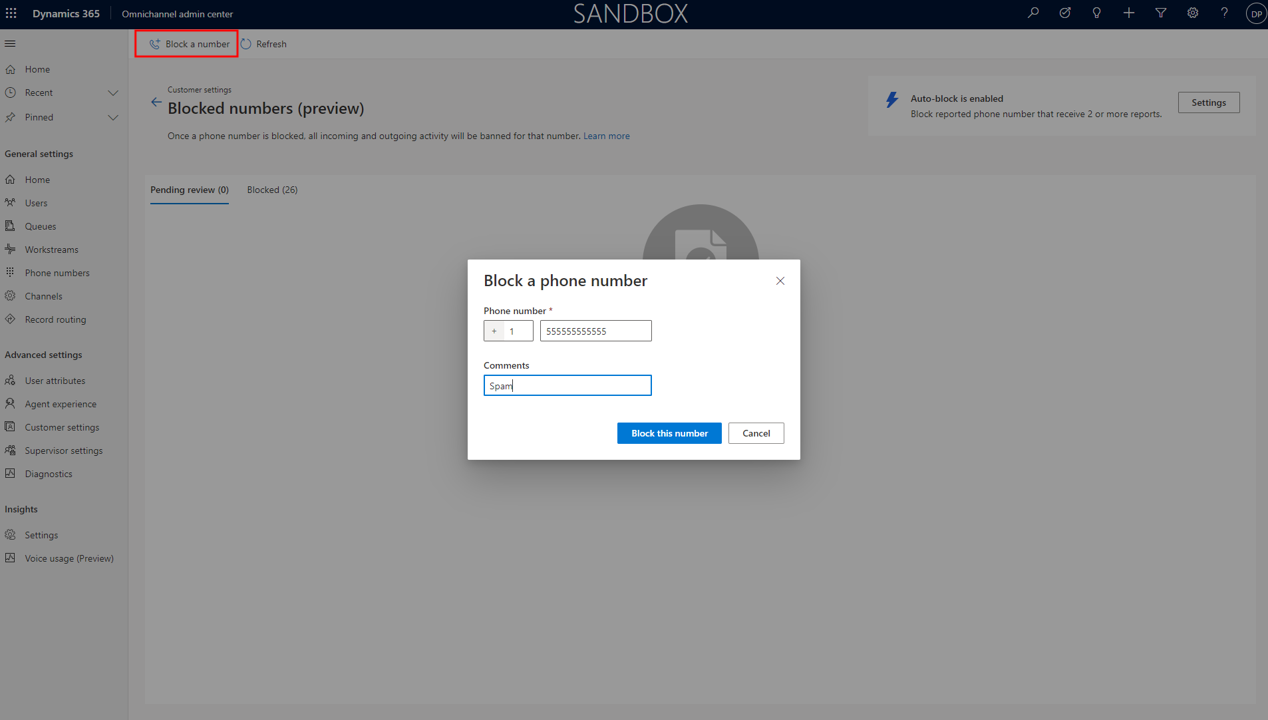 Dynamics 365
Omnichannel admin center
SANDBOX
DP
Block a number
Refresh
Home
Recent
Pinned
General settings
Home
Users
Queues
Workstreams
Phone numbers
Channels
Record routing
Advanced settings
User attributes
Agent experience
Customer settings
Supervisor settings
Diagnostics
Insights
Settings
Voice usage (Preview)
Customer settings
Blocked numbers (preview)
Once a phone number is blocked, all incoming and outgoing activity will be banned for that number. Learn more
Auto-block is enabled
Block reported phone number that receive 2 or more reports.
Settings
Pending review (0)
Blocked (26)
Block a phone number
Phone number *
+ 1 555555555555
Comments
Spam
Block this number
Cancel